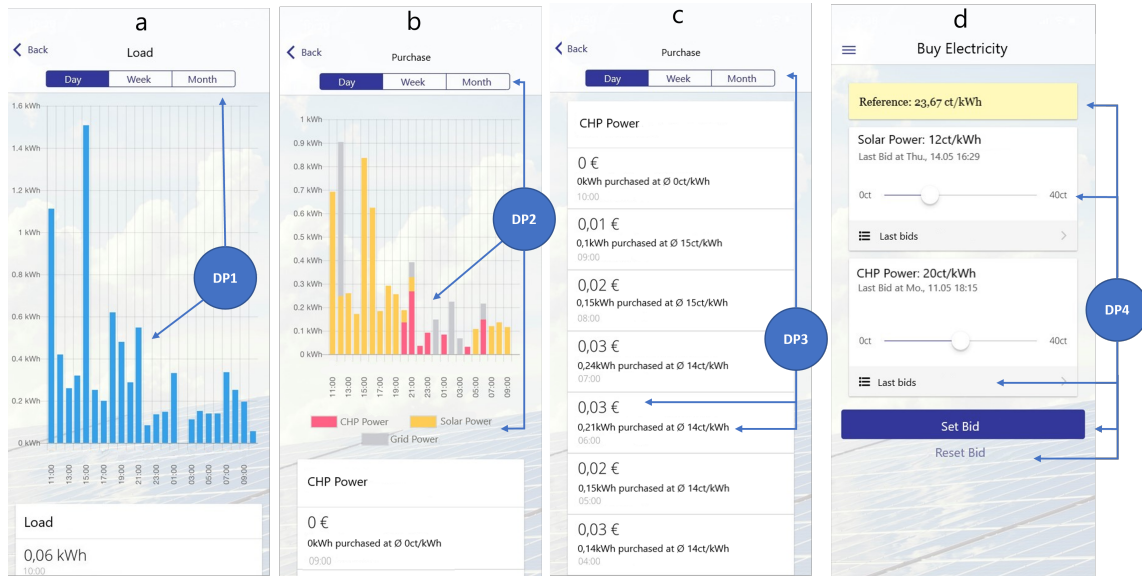 a
Back
Load
Day Week Month
1.6 kWh
1.4 kWh
1.2 kWh
1 kWh
0.8 kWh
0.6 kWh
0.4 kWh
0.2 kWh
0 kWh
11:00 13:00 15:00 17:00 19:00 21:00 23:00 01:00 03:00 05:00 07:00 09:00
Load
0,06 kWh
10:00
DP1
b
Back
Purchase
Day Week Month
1 kWh
0.9 kWh
0.8 kWh
0.7 kWh
0.6 kWh
0.5 kWh
0.4 kWh
0.3 kWh
0.2 kWh
0.1 kWh
0 kWh
11:00 13:00 15:00 17:00 19:00 21:00 23:00 01:00 03:00 05:00 07:00 09:00
CHP Power Solar Power
Grid Power
CHP Power
0 €
0kWh purchased at Ø 0ct/kWh
09:00
DP2
c
Back
Purchase
Day Week Month
CHP Power
0 €
0kWh purchased at Ø 0ct/kWh
10:00
0,01 €
0,1kWh purchased at Ø 15ct/kWh
09:00
0,02 €
0,15kWh purchased at Ø 15ct/kWh
08:00
0,03 €
0,24kWh purchased at Ø 14ct/kWh
07:00
0,03 €
0,21kWh purchased at Ø 14ct/kWh
06:00
0,02 €
0,15kWh purchased at Ø 14ct/kWh
05:00
0,03 €
0,14kWh purchased at Ø 14ct/kWh
04:00
DP3
d
Buy Electricity
Reference: 23,67 ct/kWh
Solar Power: 12ct/kWh
Last Bid at Thu., 14.05 16:29
0ct 40ct
Last bids
CHP Power: 20ct/kWh
Last Bid at Mo., 11.05 18:15
0ct 40ct
Last bids
Set Bid
Reset Bid
DP4